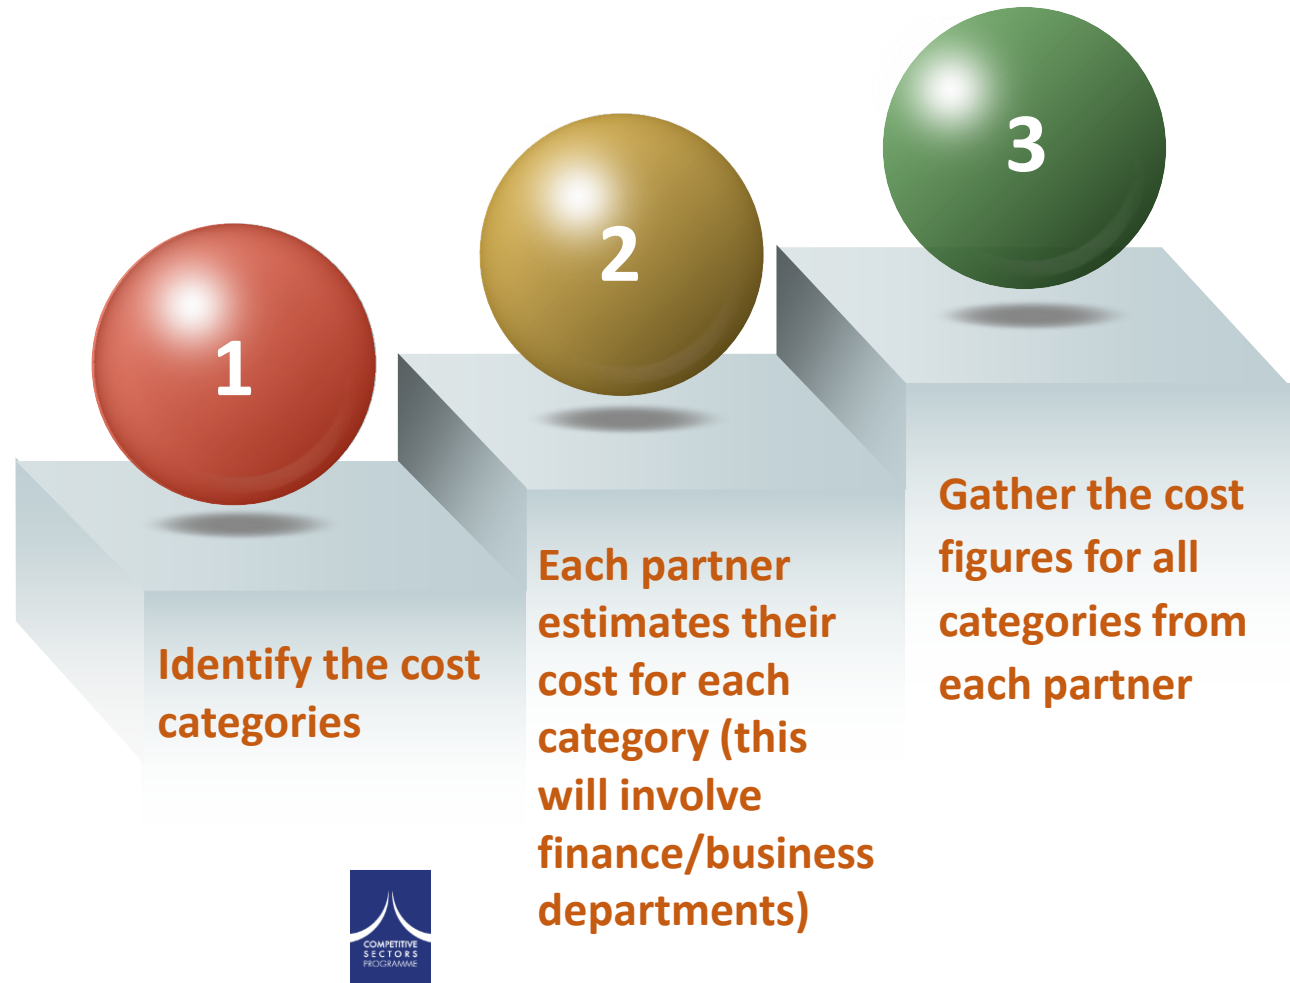 1
Identify the cost
categories
2
Each partner
estimates their
cost for each
category (this
will involve
finance/business
departments)
3
Gather the cost
figures for all
categories from
each partner
COMPETITIVE
SECTORS
PROGRAMME